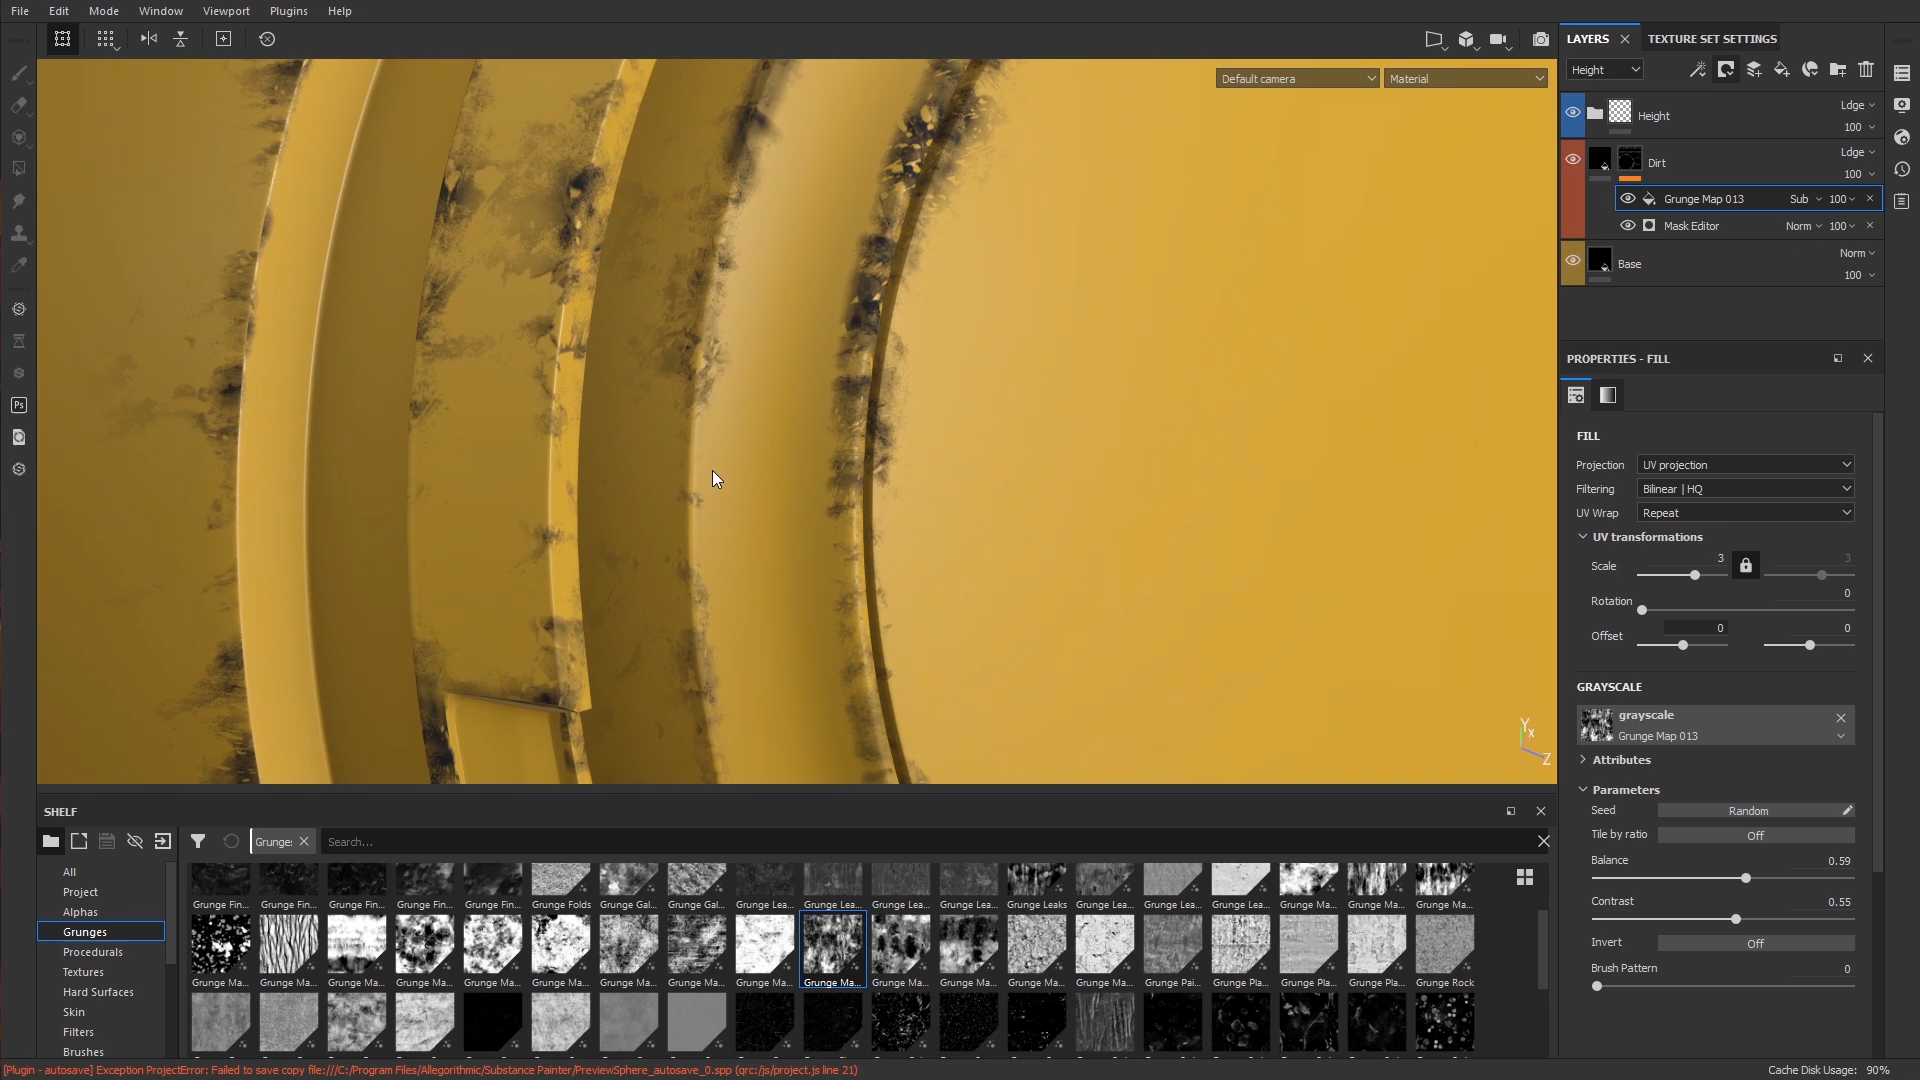 File Edit Mode Window Viewport Plugins Help
LAYERS TEXTURE SET SETTINGS
Default camera Material
Height
Height Ldge 100
Dirt Ldge 100
Grunge Map 013 Sub 100
Mask Editor Norm 100
Base Norm 100
PROPERTIES - FILL
FILL
Projection UV projection
Filtering Bilinear | HQ
UV Wrap Repeat
UV transformations
Scale 3 3
Rotation 0
Offset 0 0
GRAYSCALE
grayscale
Grunge Map 013
Attributes
Parameters
Seed Random
Tile by ratio Off
Balance 0.59
Contrast 0.55
Invert Off
Brush Pattern 0
Ps
Y
X
Z
SHELF
Grunge: Search...
All
Project
Alphas
Grunges
Procedurals
Textures
Hard Surfaces
Skin
Filters
Brushes
Grunge Fin... Grunge Fin... Grunge Fin... Grunge Fin... Grunge Fin... Grunge Folds Grunge Gal... Grunge Gal... Grunge Lea... Grunge Lea... Grunge Lea... Grunge Lea... Grunge Leaks Grunge Lea... Grunge Lea... Grunge Lea... Grunge Ma... Grunge Ma... Grunge Ma...
Grunge Ma... Grunge Ma... Grunge Ma... Grunge Ma... Grunge Ma... Grunge Ma... Grunge Ma... Grunge Ma... Grunge Ma... Grunge Ma... Grunge Ma... Grunge Ma... Grunge Ma... Grunge Ma... Grunge Pai... Grunge Pla... Grunge Pla... Grunge Pla... Grunge Rock
[Plugin - autosave] Exception ProjectError: Failed to save copy file:///C:/Program Files/Allegorithmic/Substance Painter/PreviewSphere_autosave_0.spp (qrc:/js/project.js line 21)
Cache Disk Usage: 90%